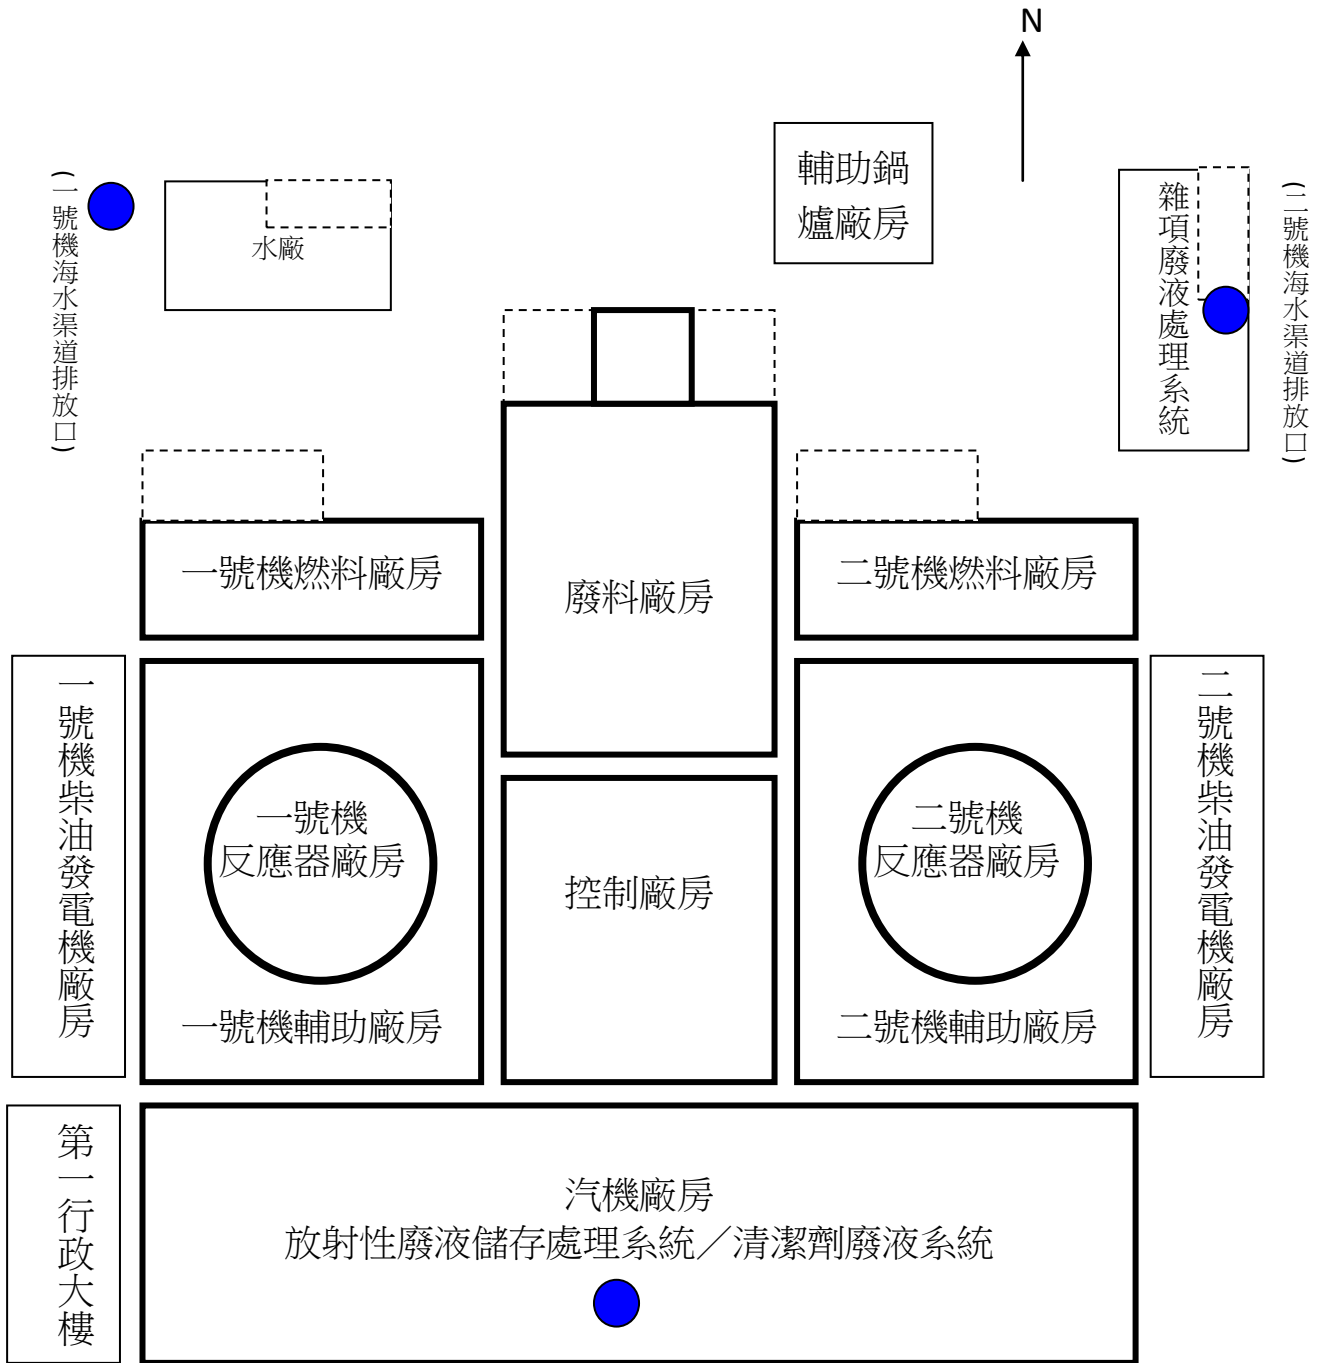 N
輔助鍋
爐廠房
(一號機海水渠道排放口)
水廠
雜項廢液處理系統
(二號機海水渠道排放口)
一號機燃料廠房
廢料廠房
二號機燃料廠房
一號機柴油發電機廠房
一號機
反應器廠房
一號機輔助廠房
控制廠房
二號機
反應器廠房
二號機輔助廠房
二號機柴油發電機廠房
第一行政大樓
汽機廠房
放射性廢液儲存處理系統／清潔劑廢液系統